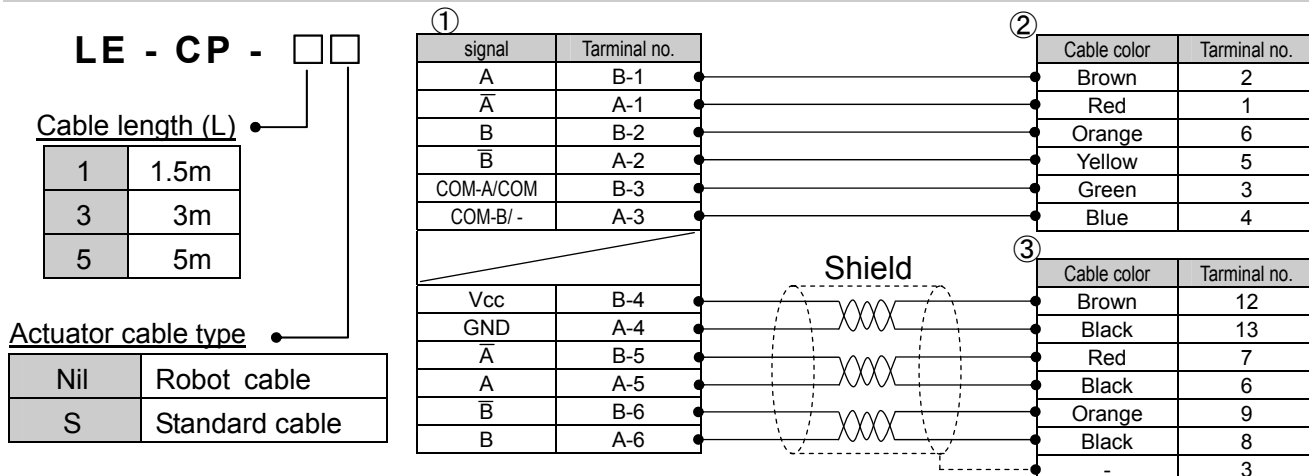 LE - CP - □□
Cable length (L)
1 1.5m
3 3m
5 5m
Actuator cable type
Nil Robot cable
S Standard cable
①
signal Tarminal no.
A B-1
A̅ A-1
B B-2
B̅ A-2
COM-A/COM B-3
COM-B/ - A-3
Vcc B-4
GND A-4
A̅ B-5
A A-5
B̅ B-6
B A-6
Shield
②
Cable color Tarminal no.
Brown 2
Red 1
Orange 6
Yellow 5
Green 3
Blue 4
③
Cable color Tarminal no.
Brown 12
Black 13
Red 7
Black 6
Orange 9
Black 8
- 3